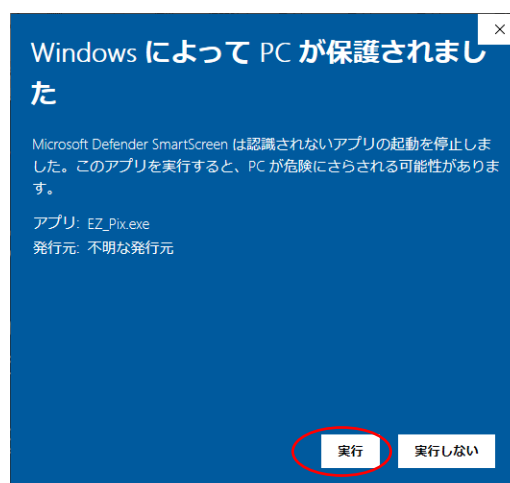 Windows によって PC が保護されまし
た
Microsoft Defender SmartScreen は認識されないアプリの起動を停止しま
した。このアプリを実行すると、PC が危険にさらされる可能性がありま
す。
アプリ: EZ_Pix.exe
発行元: 不明な発行元
実行
実行しない